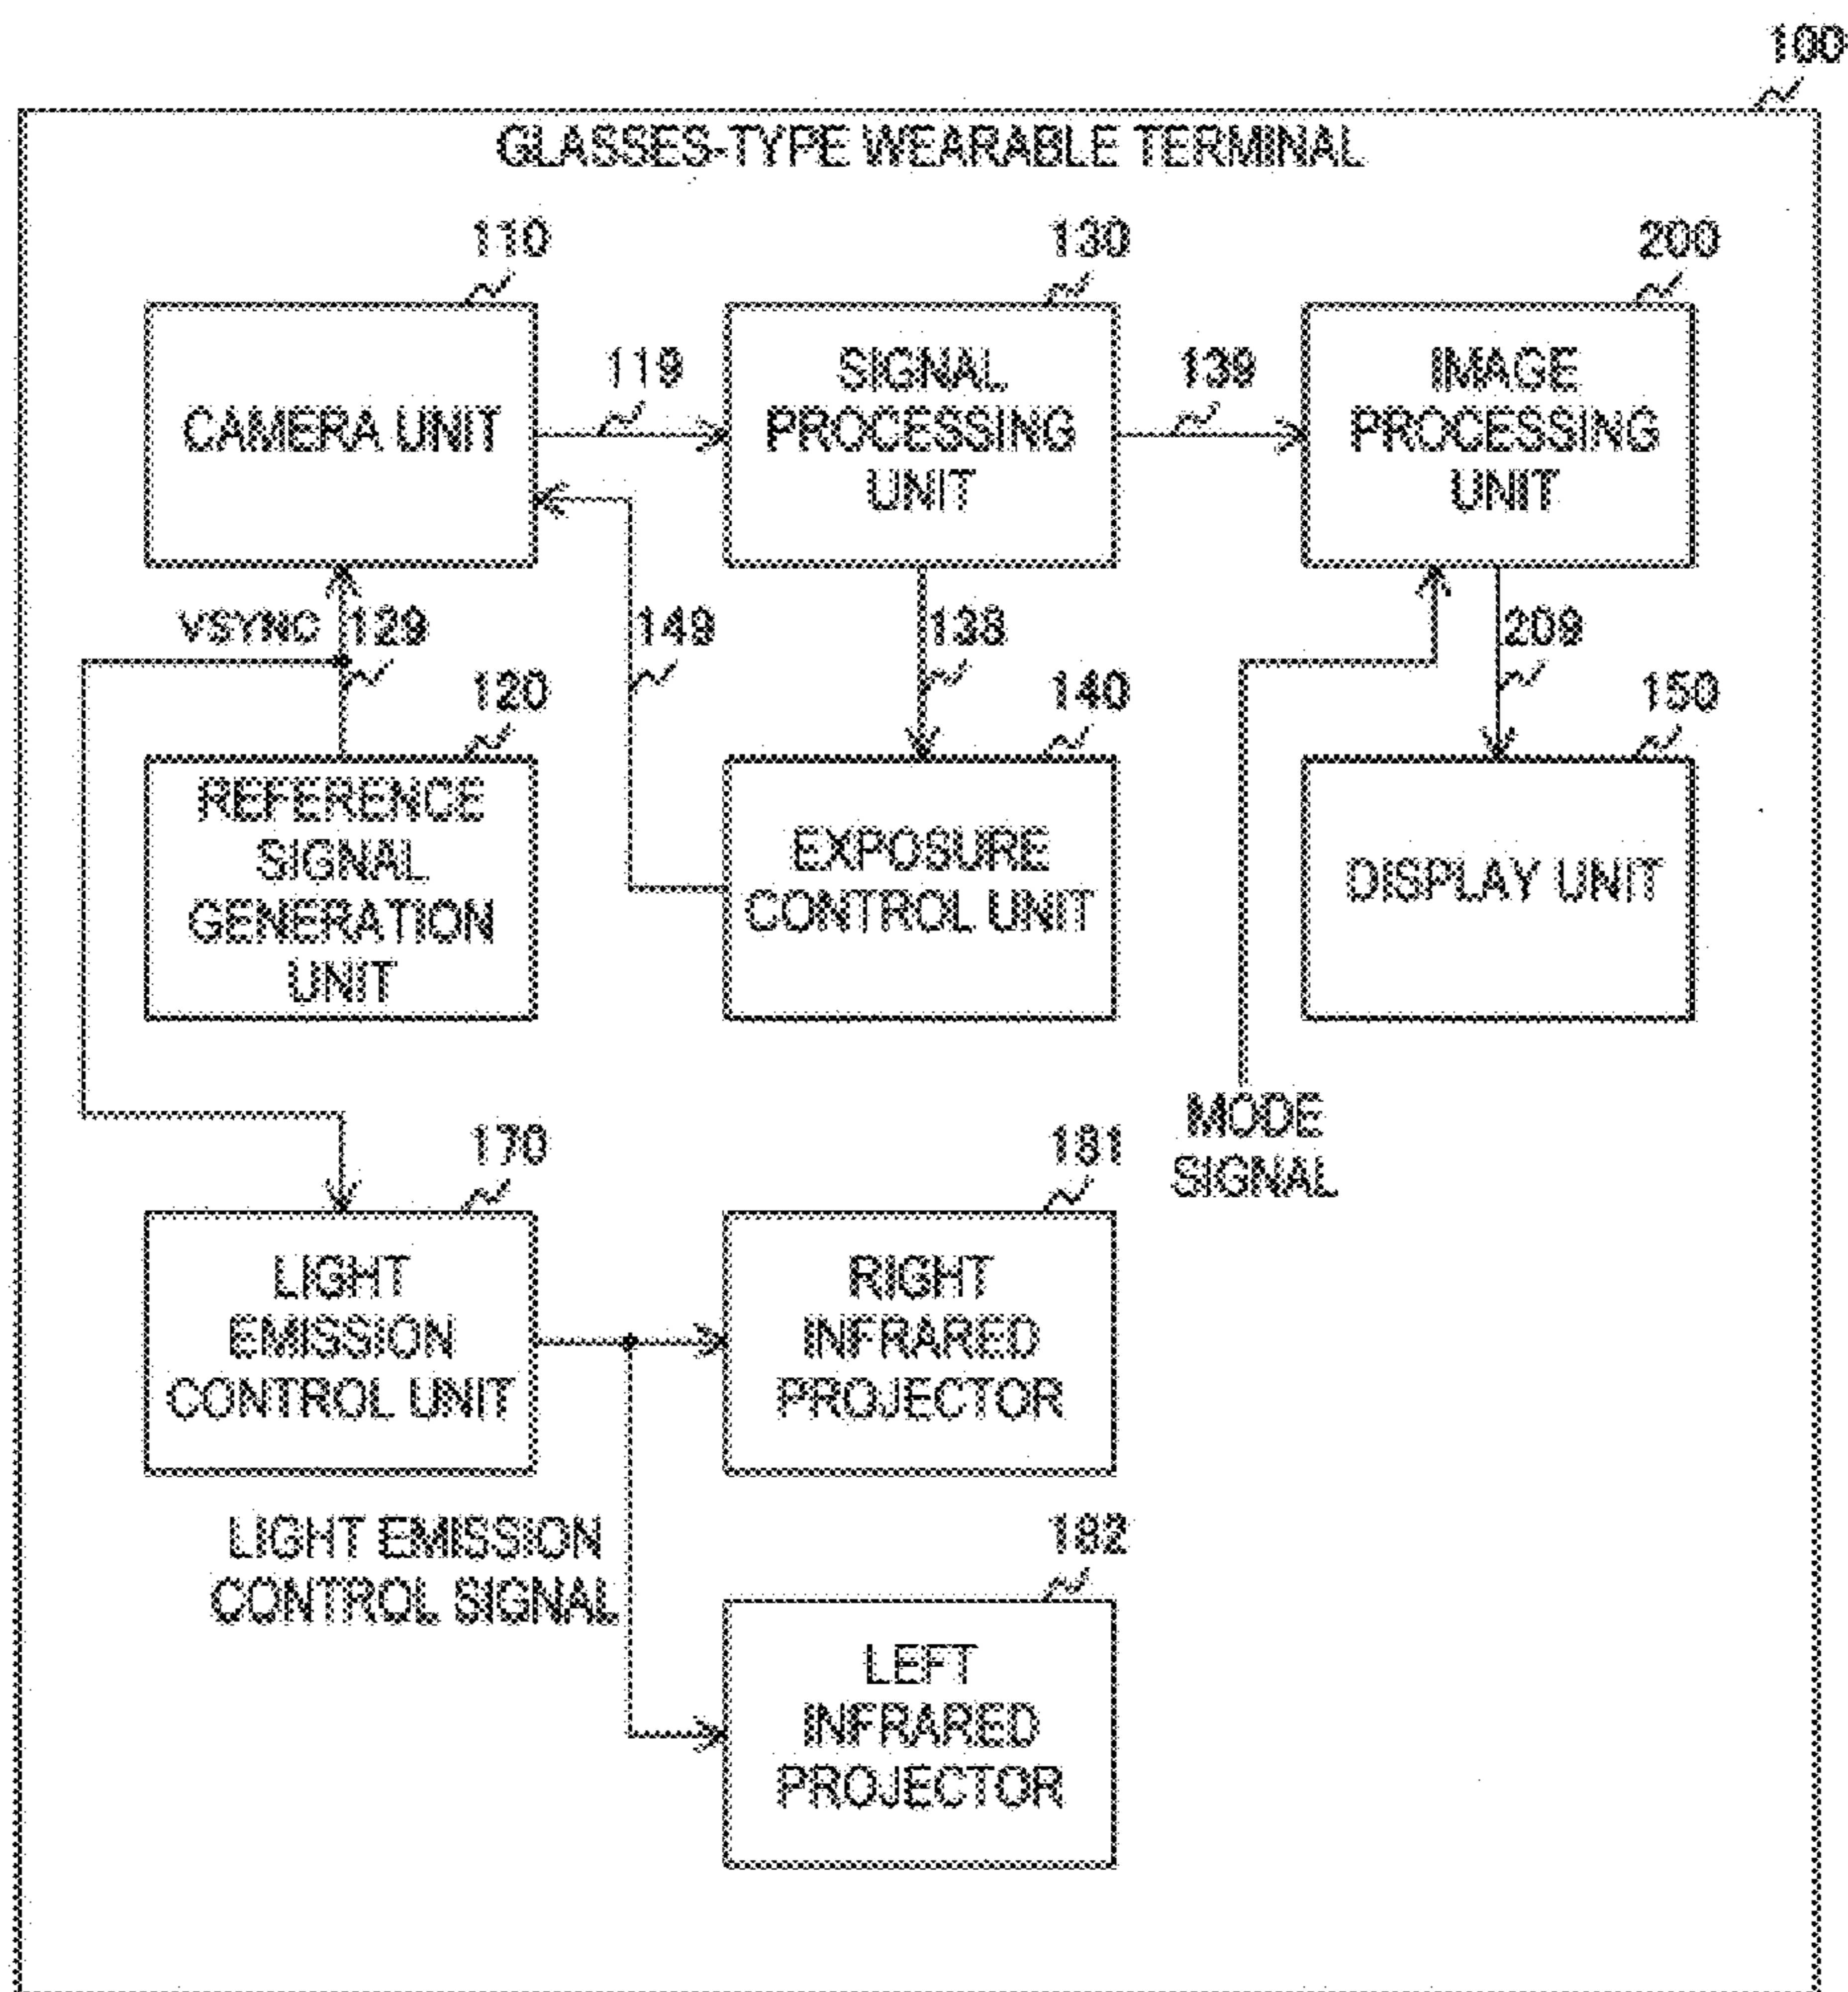 100
GLASSES-TYPE WEARABLE TERMINAL
110
130
200
CAMERA UNIT
119
SIGNAL
PROCESSING
UNIT
139
IMAGE
PROCESSING
UNIT
VSYNC
129
149
138
209
120
140
150
REFERENCE
SIGNAL
GENERATION
UNIT
EXPOSURE
CONTROL UNIT
DISPLAY UNIT
MODE
SIGNAL
170
181
LIGHT
EMISSION
CONTROL UNIT
RIGHT
INFRARED
PROJECTOR
LIGHT EMISSION
CONTROL SIGNAL
182
LEFT
INFRARED
PROJECTOR